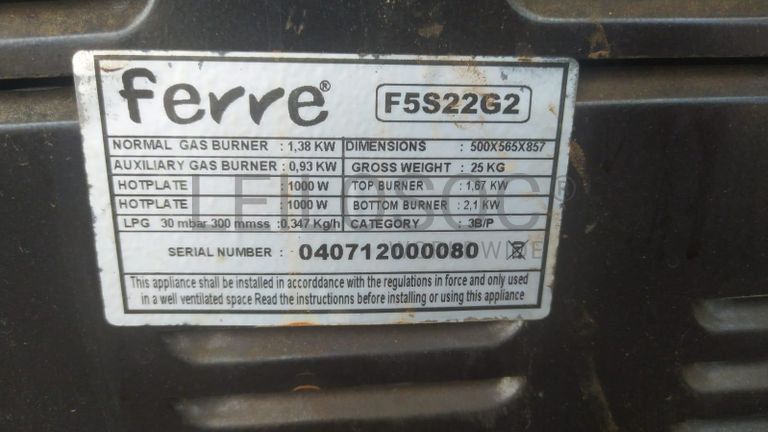 ferre®
F5S22G2
NORMAL GAS BURNER : 1,38 KW DIMENSIONS : 500X565X857
AUXILIARY GAS BURNER : 0,93 KW GROSS WEIGHT : 25 KG
HOTPLATE : 1000 W TOP BURNER : 1,67 KW
HOTPLATE : 1000 W BOTTOM BURNER : 2,1 KW
LPG 30 mbar 300 mmss :0,347 Kg/h CATEGORY : 3B/P
SERIAL NUMBER : 040712000080
This appliance shall be installed in accorddance with the regulations in force and only used
in a well ventilated space Read the instructionns before installing or using this appliance
LEILOSOC®
WORLDWIDE